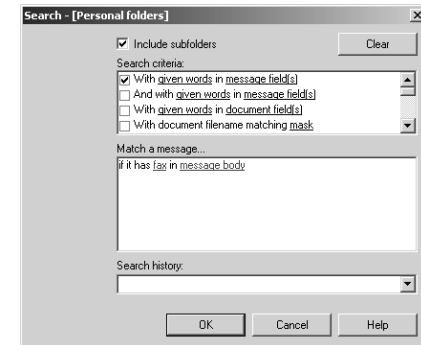 Search - [Personal folders]
Include subfolders
Clear
Search criteria:
With given words in message field(s)
And with given words in message field(s)
With given words in document field(s)
With document filename matching mask
Match a message...
if it has fax in message body
Search history:
OK Cancel Help